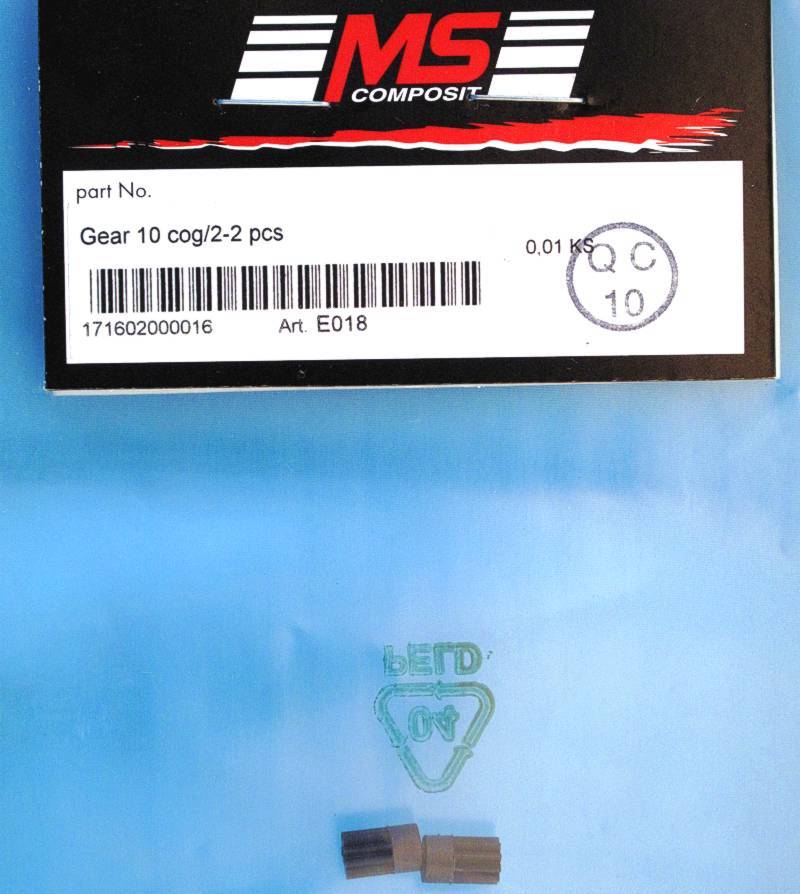 MS
COMPOSIT
part No.
Gear 10 cog/2-2 pcs
0,01 KS
Q C
10
171602000016 Art. E018
PELD
04